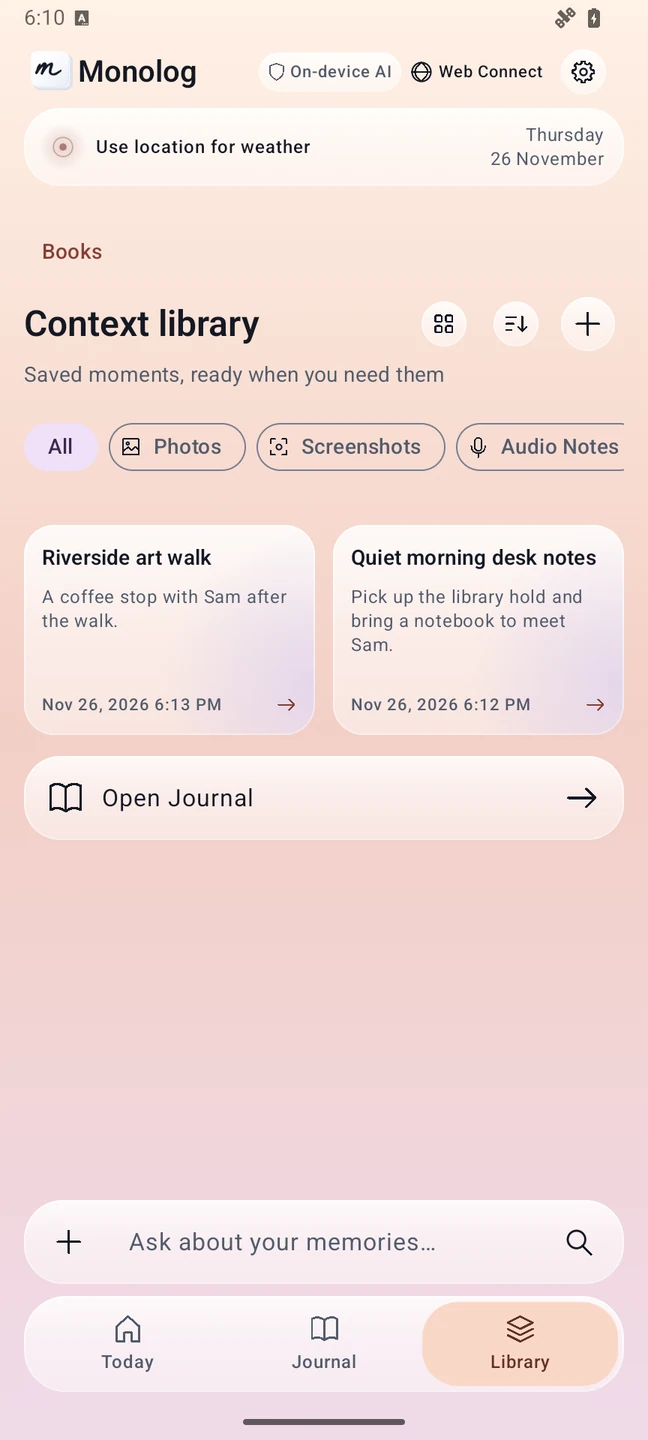 6:10
Monolog
On-device AI
Web Connect
Use location for weather
Thursday
26 November
Books
Context library
Saved moments, ready when you need them
All
Photos
Screenshots
Audio Notes
Riverside art walk
A coffee stop with Sam after
the walk.
Nov 26, 2026 6:13 PM
Quiet morning desk notes
Pick up the library hold and
bring a notebook to meet
Sam.
Nov 26, 2026 6:12 PM
Open Journal
Ask about your memories...
Today
Journal
Library